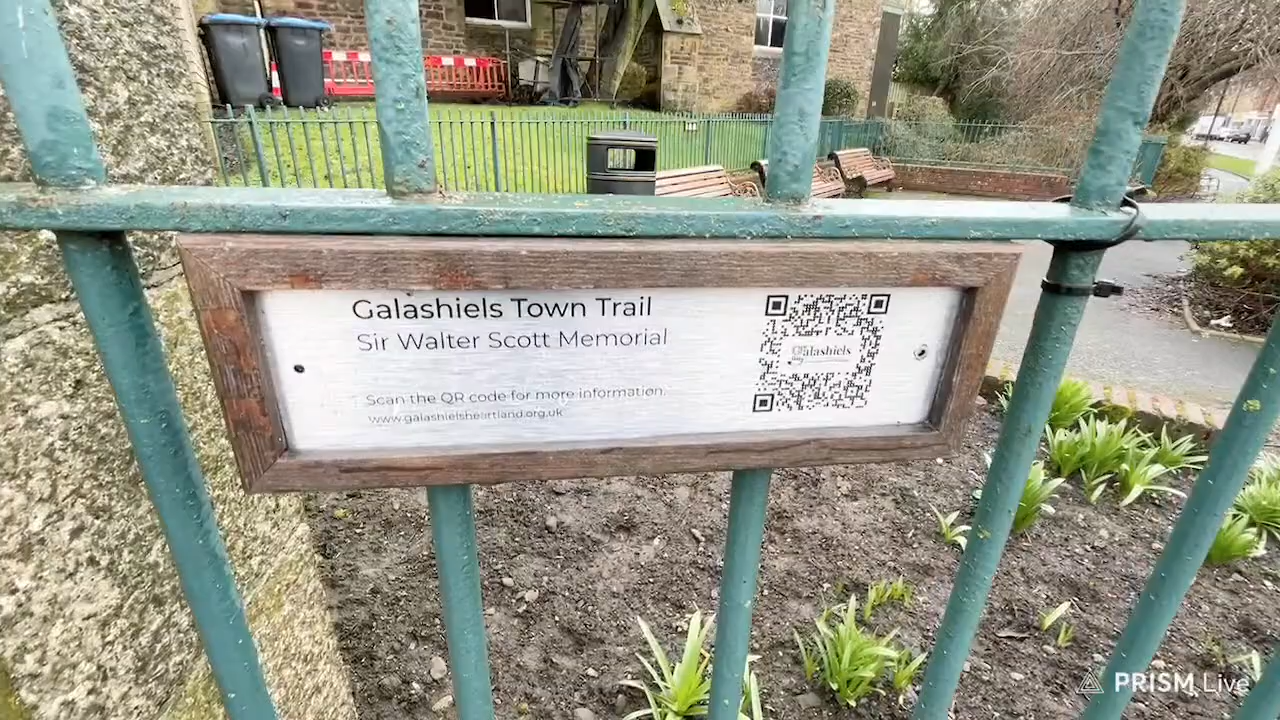 Galashiels Town Trail
Sir Walter Scott Memorial
Scan the QR code for more information.
www.galashielsheartland.org.uk
Galashiels
PRISM Live